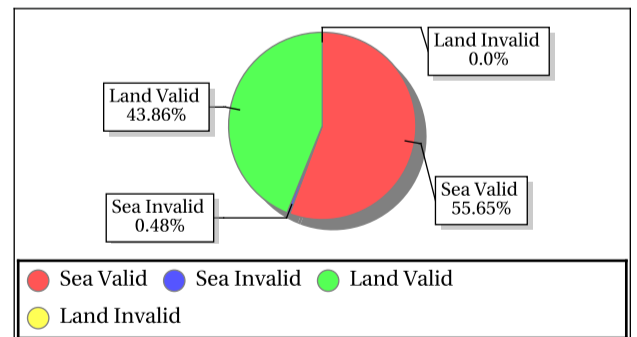 Land Invalid
0.0%
Land Valid
43.86%
Sea Valid
55.65%
Sea Invalid
0.48%
Sea Valid Sea Invalid Land Valid
Land Invalid